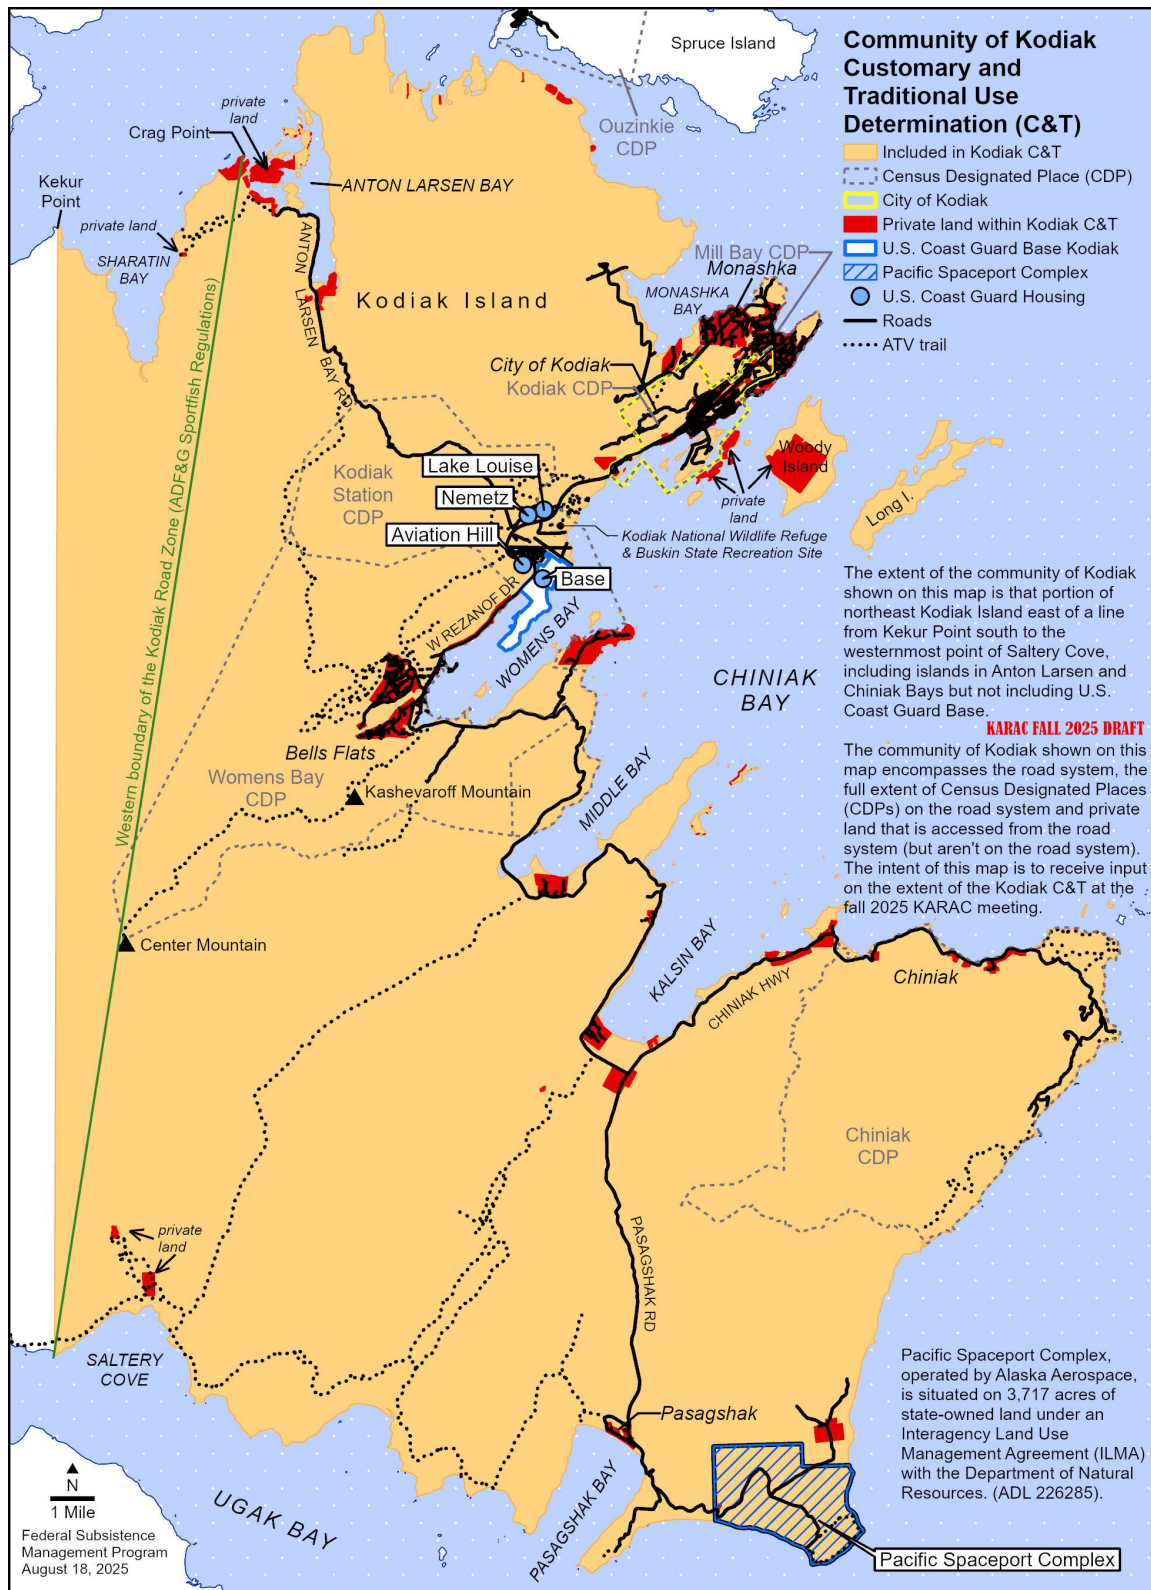 Community of Kodiak
Customary and
Traditional Use
Determination (C&T)
Included in Kodiak C&T
Census Designated Place (CDP)
City of Kodiak
Private land within Kodiak C&T
U.S. Coast Guard Base Kodiak
Pacific Spaceport Complex
U.S. Coast Guard Housing
Roads
ATV trail
Spruce Island
Ouzinkie
CDP
private
land
Crag Point
Kekur
Point
ANTON LARSEN BAY
private land
SHARATIN
BAY
ANTON LARSEN BAY RD
Kodiak Island
Mill Bay CDP
Monashka
MONASHKA
BAY
City of Kodiak
Kodiak CDP
Western boundary of the Kodiak Road Zone (ADF&G Sportfish Regulations)
Kodiak
Station
CDP
Lake Louise
Nemetz
Aviation Hill
Base
Woody
Island
private
land
Long I.
Kodiak National Wildlife Refuge
& Buskin State Recreation Site
W REZANOF DR
WOMENS BAY
CHINIAK
BAY
The extent of the community of Kodiak
shown on this map is that portion of
northeast Kodiak Island east of a line
from Kekur Point south to the
westernmost point of Saltery Cove,
including islands in Anton Larsen and
Chiniak Bays but not including U.S.
Coast Guard Base.
KARAC FALL 2025 DRAFT
The community of Kodiak shown on this
map encompasses the road system, the
full extent of Census Designated Places
(CDPs) on the road system and private
land that is accessed from the road
system (but aren't on the road system).
The intent of this map is to receive input
on the extent of the Kodiak C&T at the
fall 2025 KARAC meeting.
Bells Flats
Womens Bay
CDP
Kashevaroff Mountain
MIDDLE BAY
Center Mountain
KALSIN BAY
CHINIAK HWY
Chiniak
Chiniak
CDP
private
land
PASAGSHAK RD
SALTERY
COVE
Pasagshak
Pacific Spaceport Complex,
operated by Alaska Aerospace,
is situated on 3,717 acres of
state-owned land under an
Interagency Land Use
Management Agreement (ILMA)
with the Department of Natural
Resources. (ADL 226285).
UGAK BAY
PASAGSHAK BAY
Pacific Spaceport Complex
N
1 Mile
Federal Subsistence
Management Program
August 18, 2025